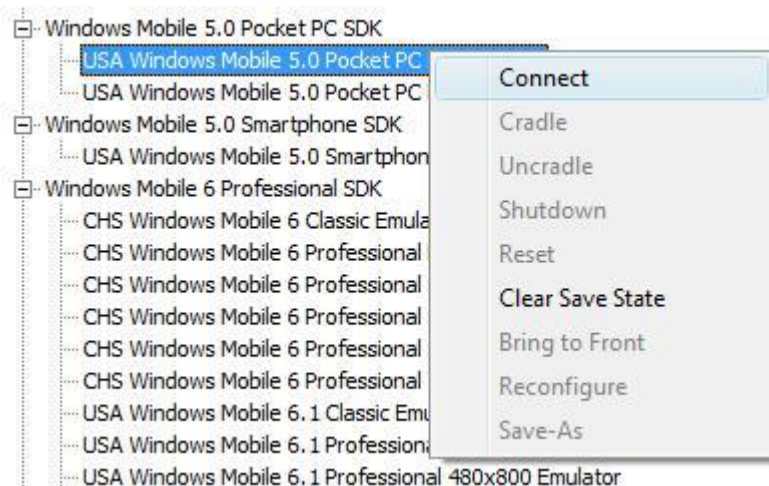 Windows Mobile 5.0 Pocket PC SDK
USA Windows Mobile 5.0 Pocket PC
USA Windows Mobile 5.0 Pocket PC
Windows Mobile 5.0 Smartphone SDK
USA Windows Mobile 5.0 Smartphon
Windows Mobile 6 Professional SDK
CHS Windows Mobile 6 Classic Emula
CHS Windows Mobile 6 Professional
CHS Windows Mobile 6 Professional
CHS Windows Mobile 6 Professional
CHS Windows Mobile 6 Professional
CHS Windows Mobile 6 Professional
USA Windows Mobile 6.1 Classic Emu
USA Windows Mobile 6.1 Professiona
USA Windows Mobile 6.1 Professional 480x800 Emulator
Connect
Cradle
Uncradle
Shutdown
Reset
Clear Save State
Bring to Front
Reconfigure
Save-As